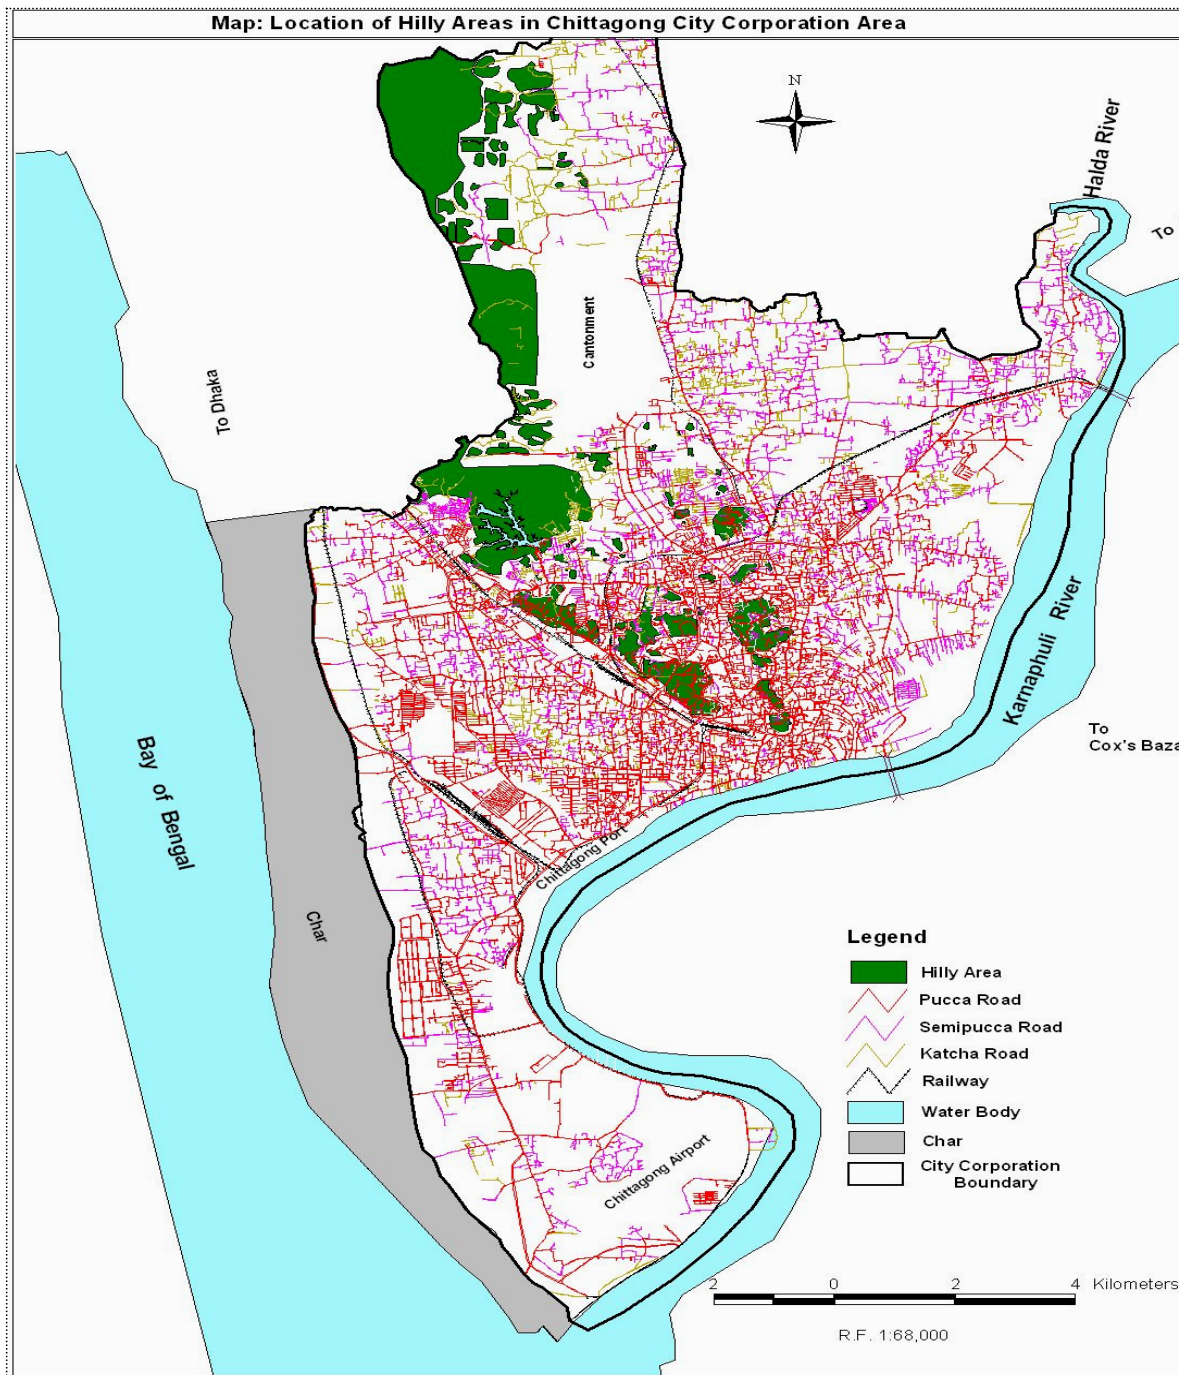 Map: Location of Hilly Areas in Chittagong City Corporation Area
N
Halda River
To
Cantonment
To Dhaka
Karnaphuli River
To
Cox's Baza
Bay of Bengal
Chittagong Port
Char
Legend
Hilly Area
Pucca Road
Semipucca Road
Katcha Road
Railway
Water Body
Char
City Corporation
Boundary
Chittagong Airport
2 0 2 4 Kilometers
R.F. 1:68,000